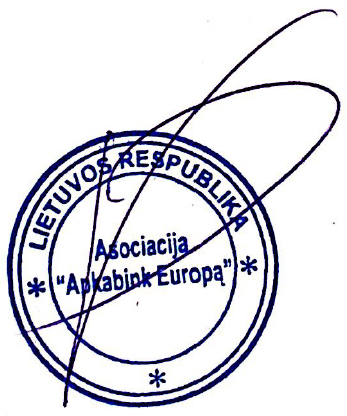 LIETUVOS RESPUBLIKA
Asociacija
"Apkabink Europą"